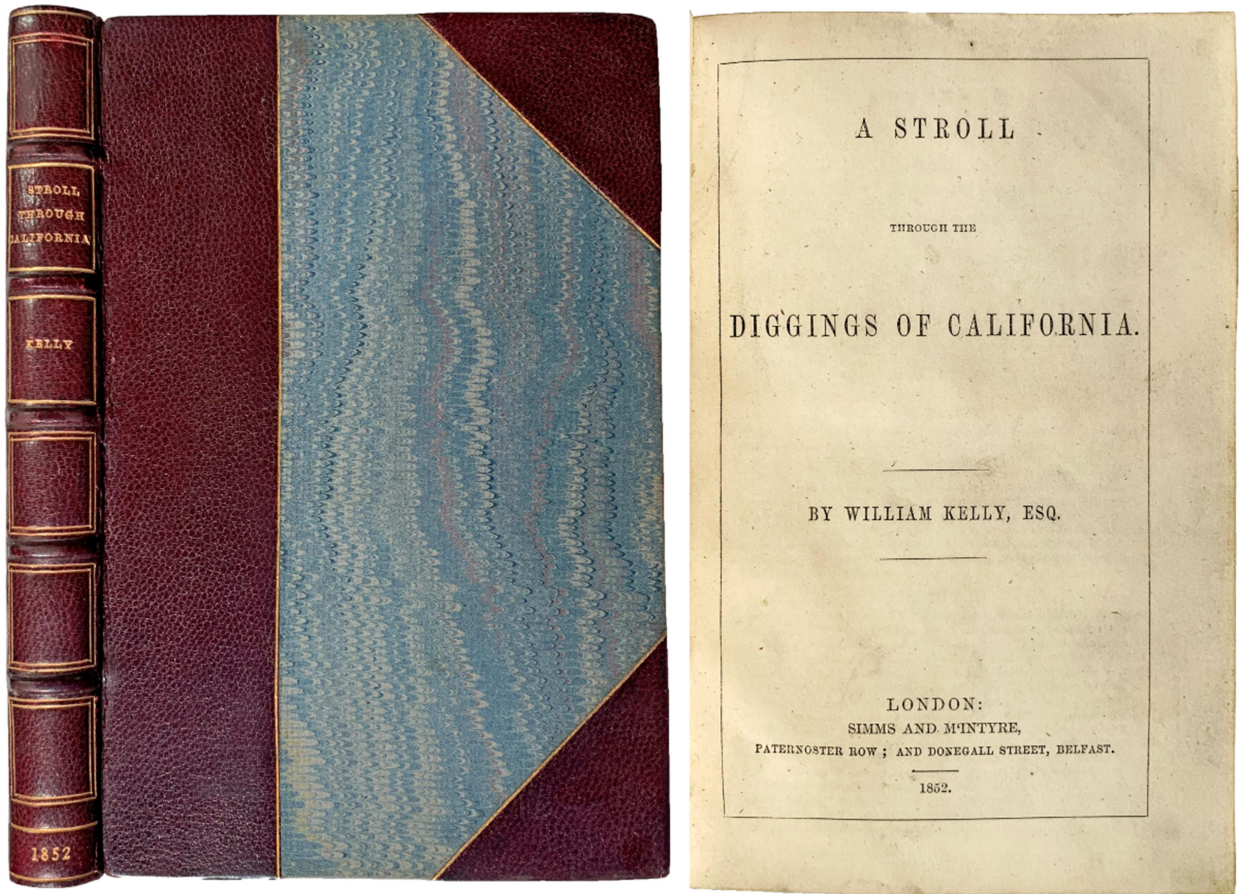 STROLL
THROUGH
CALIFORNIA
KELLY
1852
A STROLL
THROUGH THE
DIGGINGS OF CALIFORNIA.
BY WILLIAM KELLY, ESQ.
LONDON:
SIMMS AND M‘INTYRE,
PATERNOSTER ROW ; AND DONEGALL STREET, BELFAST.
1852.